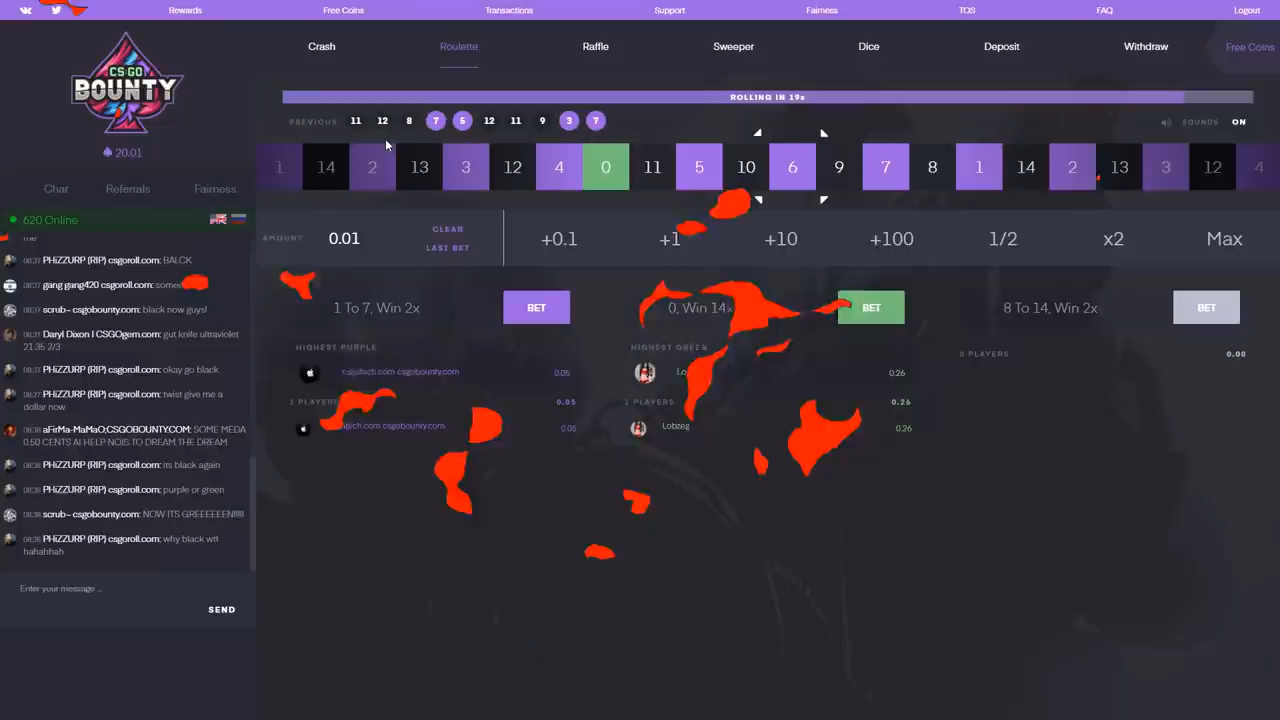 Rewards Free Coins Transactions Support Fairness TOS FAQ Logout
CS:GO
BOUNTY
20.01
Crash Roulette Raffle Sweeper Dice Deposit Withdraw Free Coins
ROLLING IN 19s
PREVIOUS 11 12 8 7 5 12 11 9 3 7 SOUNDS ON
1 14 2 13 3 12 4 0 11 5 10 6 9 7 8 1 14 2 13 3 12 4
Chat Referrals Fairness
620 Online
AMOUNT 0.01 CLEAR
LAST BET
+0.1 +1 +10 +100 1/2 x2 Max
me
08:37 PHiZZURP (RIP) csgoroll.com: BALCK
08:37 gang gang420 csgoroll.com:
08:37 scrub~ csgobounty.com: black now guys!
08:37 Daryl Dixon I CSGOgem.com: gut knife ultraviolet
21.35 2/3
08:37 PHiZZURP (RIP) csgoroll.com: okay go black
08:37 PHiZZURP (RIP) csgoroll.com: twist give me a
dollar now
08:38 aFirMa-MaMaO;CSGOBOUNTY.COM: SOME MEDA
0.50 CENTS AI HELP NOIS TO DREAM THE DREAM
08:38 PHiZZURP (RIP) csgoroll.com: its black again
08:38 PHiZZURP (RIP) csgoroll.com: purple or green
08:38 scrub~ csgobounty.com: NOW ITS GREEEEEN!!!!!
08:38 PHiZZURP (RIP) csgoroll.com: why black wtf
hahahhah
Enter your message ...
SEND
1 To 7, Win 2x BET
HIGHEST PURPLE
csgobounty.com 0.05
1 0.05
csgobounty.com 0.05
0, Win 14x BET
HIGHEST GREEN
0.26
1 PLAYERS 0.26
Lobzeg 0.26
8 To 14, Win 2x BET
0 PLAYERS 0.00